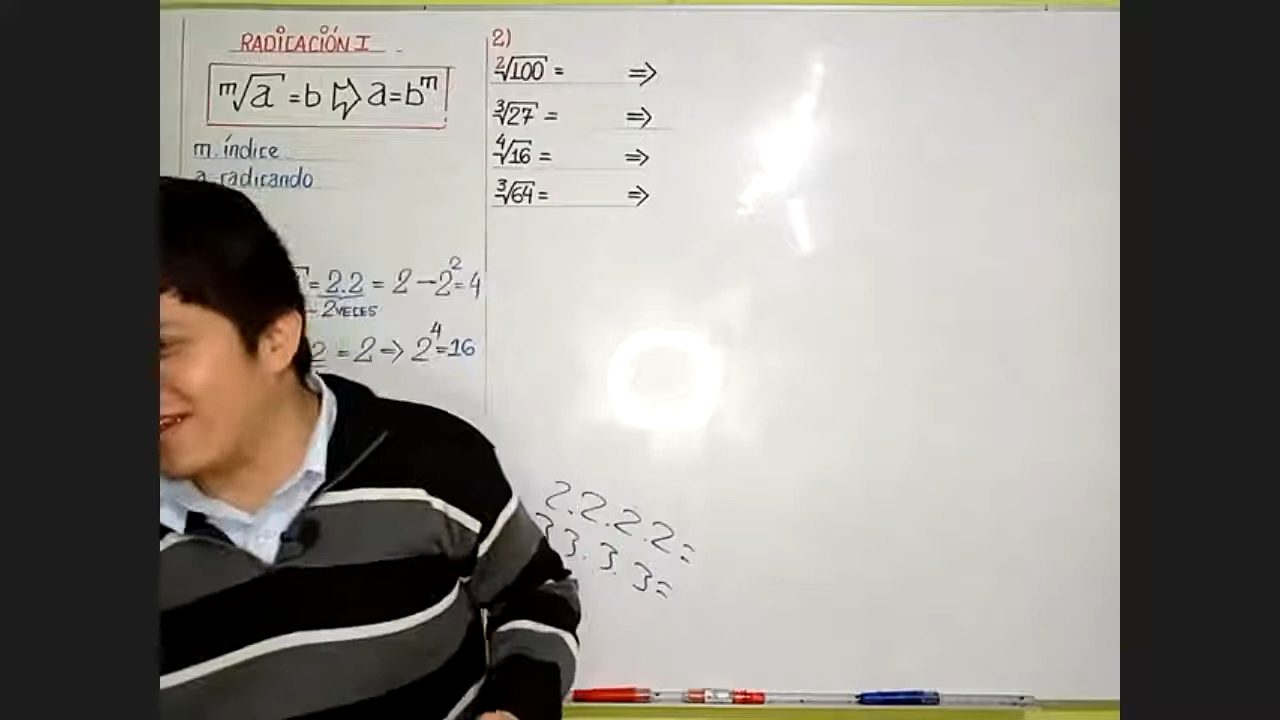 RADICACIÓN I
ᵐ√a = b ⇨ a = bᵐ
m. índice
a radicando
= 2.2 = 2 – 2² = 4
2 VECES
2 = 2 ⇒ 2⁴ = 16
2)
²√100 = ⇒
³√27 = ⇒
⁴√16 = ⇒
³√64 = ⇒
2.2.2.2=
3 3.3.3=